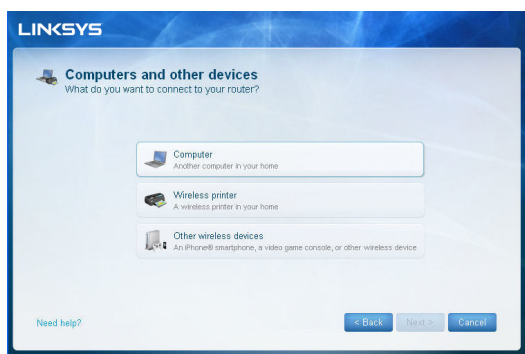 LINKSYS
Computers and other devices
What do you want to connect to your router?
Computer
Another computer in your home
Wireless printer
A wireless printer in your home
Other wireless devices
An iPhone® smartphone, a video game console, or other wireless device
Need help?
< Back
Next >
Cancel